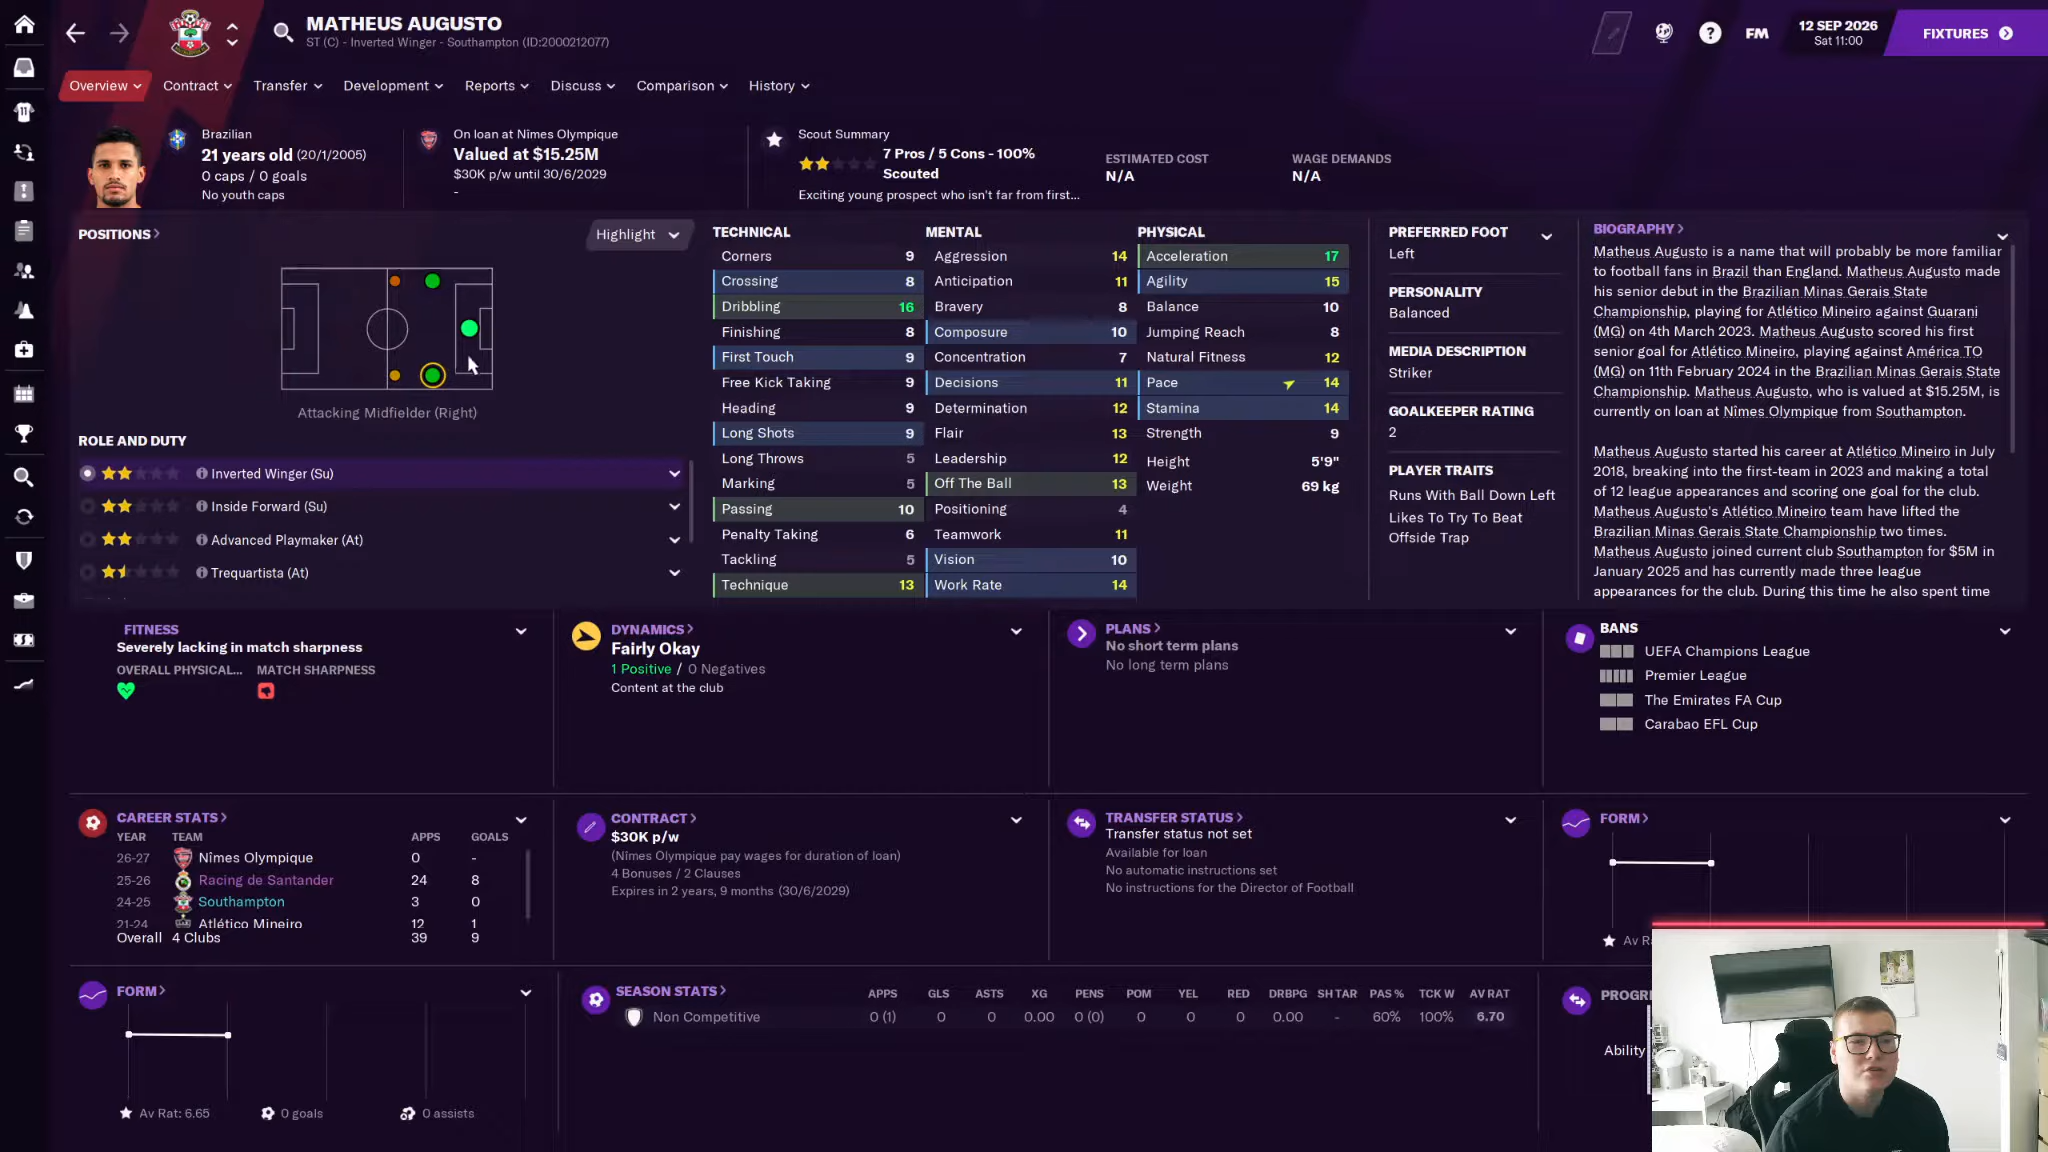 MATHEUS AUGUSTO
ST (C) - Inverted Winger - Southampton (ID:2000212077)
FM
12 SEP 2026
Sat 11:00
FIXTURES
Overview
Contract
Transfer
Development
Reports
Discuss
Comparison
History
Brazilian
21 years old (20/1/2005)
0 caps / 0 goals
No youth caps
On loan at Nîmes Olympique
Valued at $15.25M
$30K p/w until 30/6/2029
-
Scout Summary
7 Pros / 5 Cons - 100% Scouted
Exciting young prospect who isn't far from first...
ESTIMATED COST
N/A
WAGE DEMANDS
N/A
POSITIONS
Highlight
Attacking Midfielder (Right)
ROLE AND DUTY
Inverted Winger (Su)
Inside Forward (Su)
Advanced Playmaker (At)
Trequartista (At)
TECHNICAL
Corners 9
Crossing 8
Dribbling 16
Finishing 8
First Touch 9
Free Kick Taking 9
Heading 9
Long Shots 9
Long Throws 5
Marking 5
Passing 10
Penalty Taking 6
Tackling 5
Technique 13
MENTAL
Aggression 14
Anticipation 11
Bravery 8
Composure 10
Concentration 7
Decisions 11
Determination 12
Flair 13
Leadership 12
Off The Ball 13
Positioning 4
Teamwork 11
Vision 10
Work Rate 14
PHYSICAL
Acceleration 17
Agility 15
Balance 10
Jumping Reach 8
Natural Fitness 12
Pace 14
Stamina 14
Strength 9
Height 5'9"
Weight 69 kg
PREFERRED FOOT
Left
PERSONALITY
Balanced
MEDIA DESCRIPTION
Striker
GOALKEEPER RATING
2
PLAYER TRAITS
Runs With Ball Down Left
Likes To Try To Beat
Offside Trap
BIOGRAPHY
Matheus Augusto is a name that will probably be more familiar
to football fans in Brazil than England. Matheus Augusto made
his senior debut in the Brazilian Minas Gerais State
Championship, playing for Atlético Mineiro against Guarani
(MG) on 4th March 2023. Matheus Augusto scored his first
senior goal for Atlético Mineiro, playing against América TO
(MG) on 11th February 2024 in the Brazilian Minas Gerais State
Championship. Matheus Augusto, who is valued at $15.25M, is
currently on loan at Nîmes Olympique from Southampton.
Matheus Augusto started his career at Atlético Mineiro in July
2018, breaking into the first-team in 2023 and making a total
of 12 league appearances and scoring one goal for the club.
Matheus Augusto's Atlético Mineiro team have lifted the
Brazilian Minas Gerais State Championship two times.
Matheus Augusto joined current club Southampton for $5M in
January 2025 and has currently made three league
appearances for the club. During this time he also spent time
FITNESS
Severely lacking in match sharpness
OVERALL PHYSICAL... MATCH SHARPNESS
DYNAMICS
Fairly Okay
1 Positive / 0 Negatives
Content at the club
PLANS
No short term plans
No long term plans
BANS
UEFA Champions League
Premier League
The Emirates FA Cup
Carabao EFL Cup
CAREER STATS
YEAR TEAM APPS GOALS
26-27 Nîmes Olympique 0 -
25-26 Racing de Santander 24 8
24-25 Southampton 3 0
21-24 Atlético Mineiro 12 1
Overall 4 Clubs 39 9
CONTRACT
$30K p/w
(Nîmes Olympique pay wages for duration of loan)
4 Bonuses / 2 Clauses
Expires in 2 years, 9 months (30/6/2029)
TRANSFER STATUS
Transfer status not set
Available for loan
No automatic instructions set
No instructions for the Director of Football
FORM
FORM
Av Rat: 6.65 0 goals 0 assists
SEASON STATS
APPS GLS ASTS XG PENS POM YEL RED DRBPG SH TAR PAS % TCK W AV RAT
Non Competitive 0 (1) 0 0 0.00 0 (0) 0 0 0 0.00 - 60% 100% 6.70
Ability